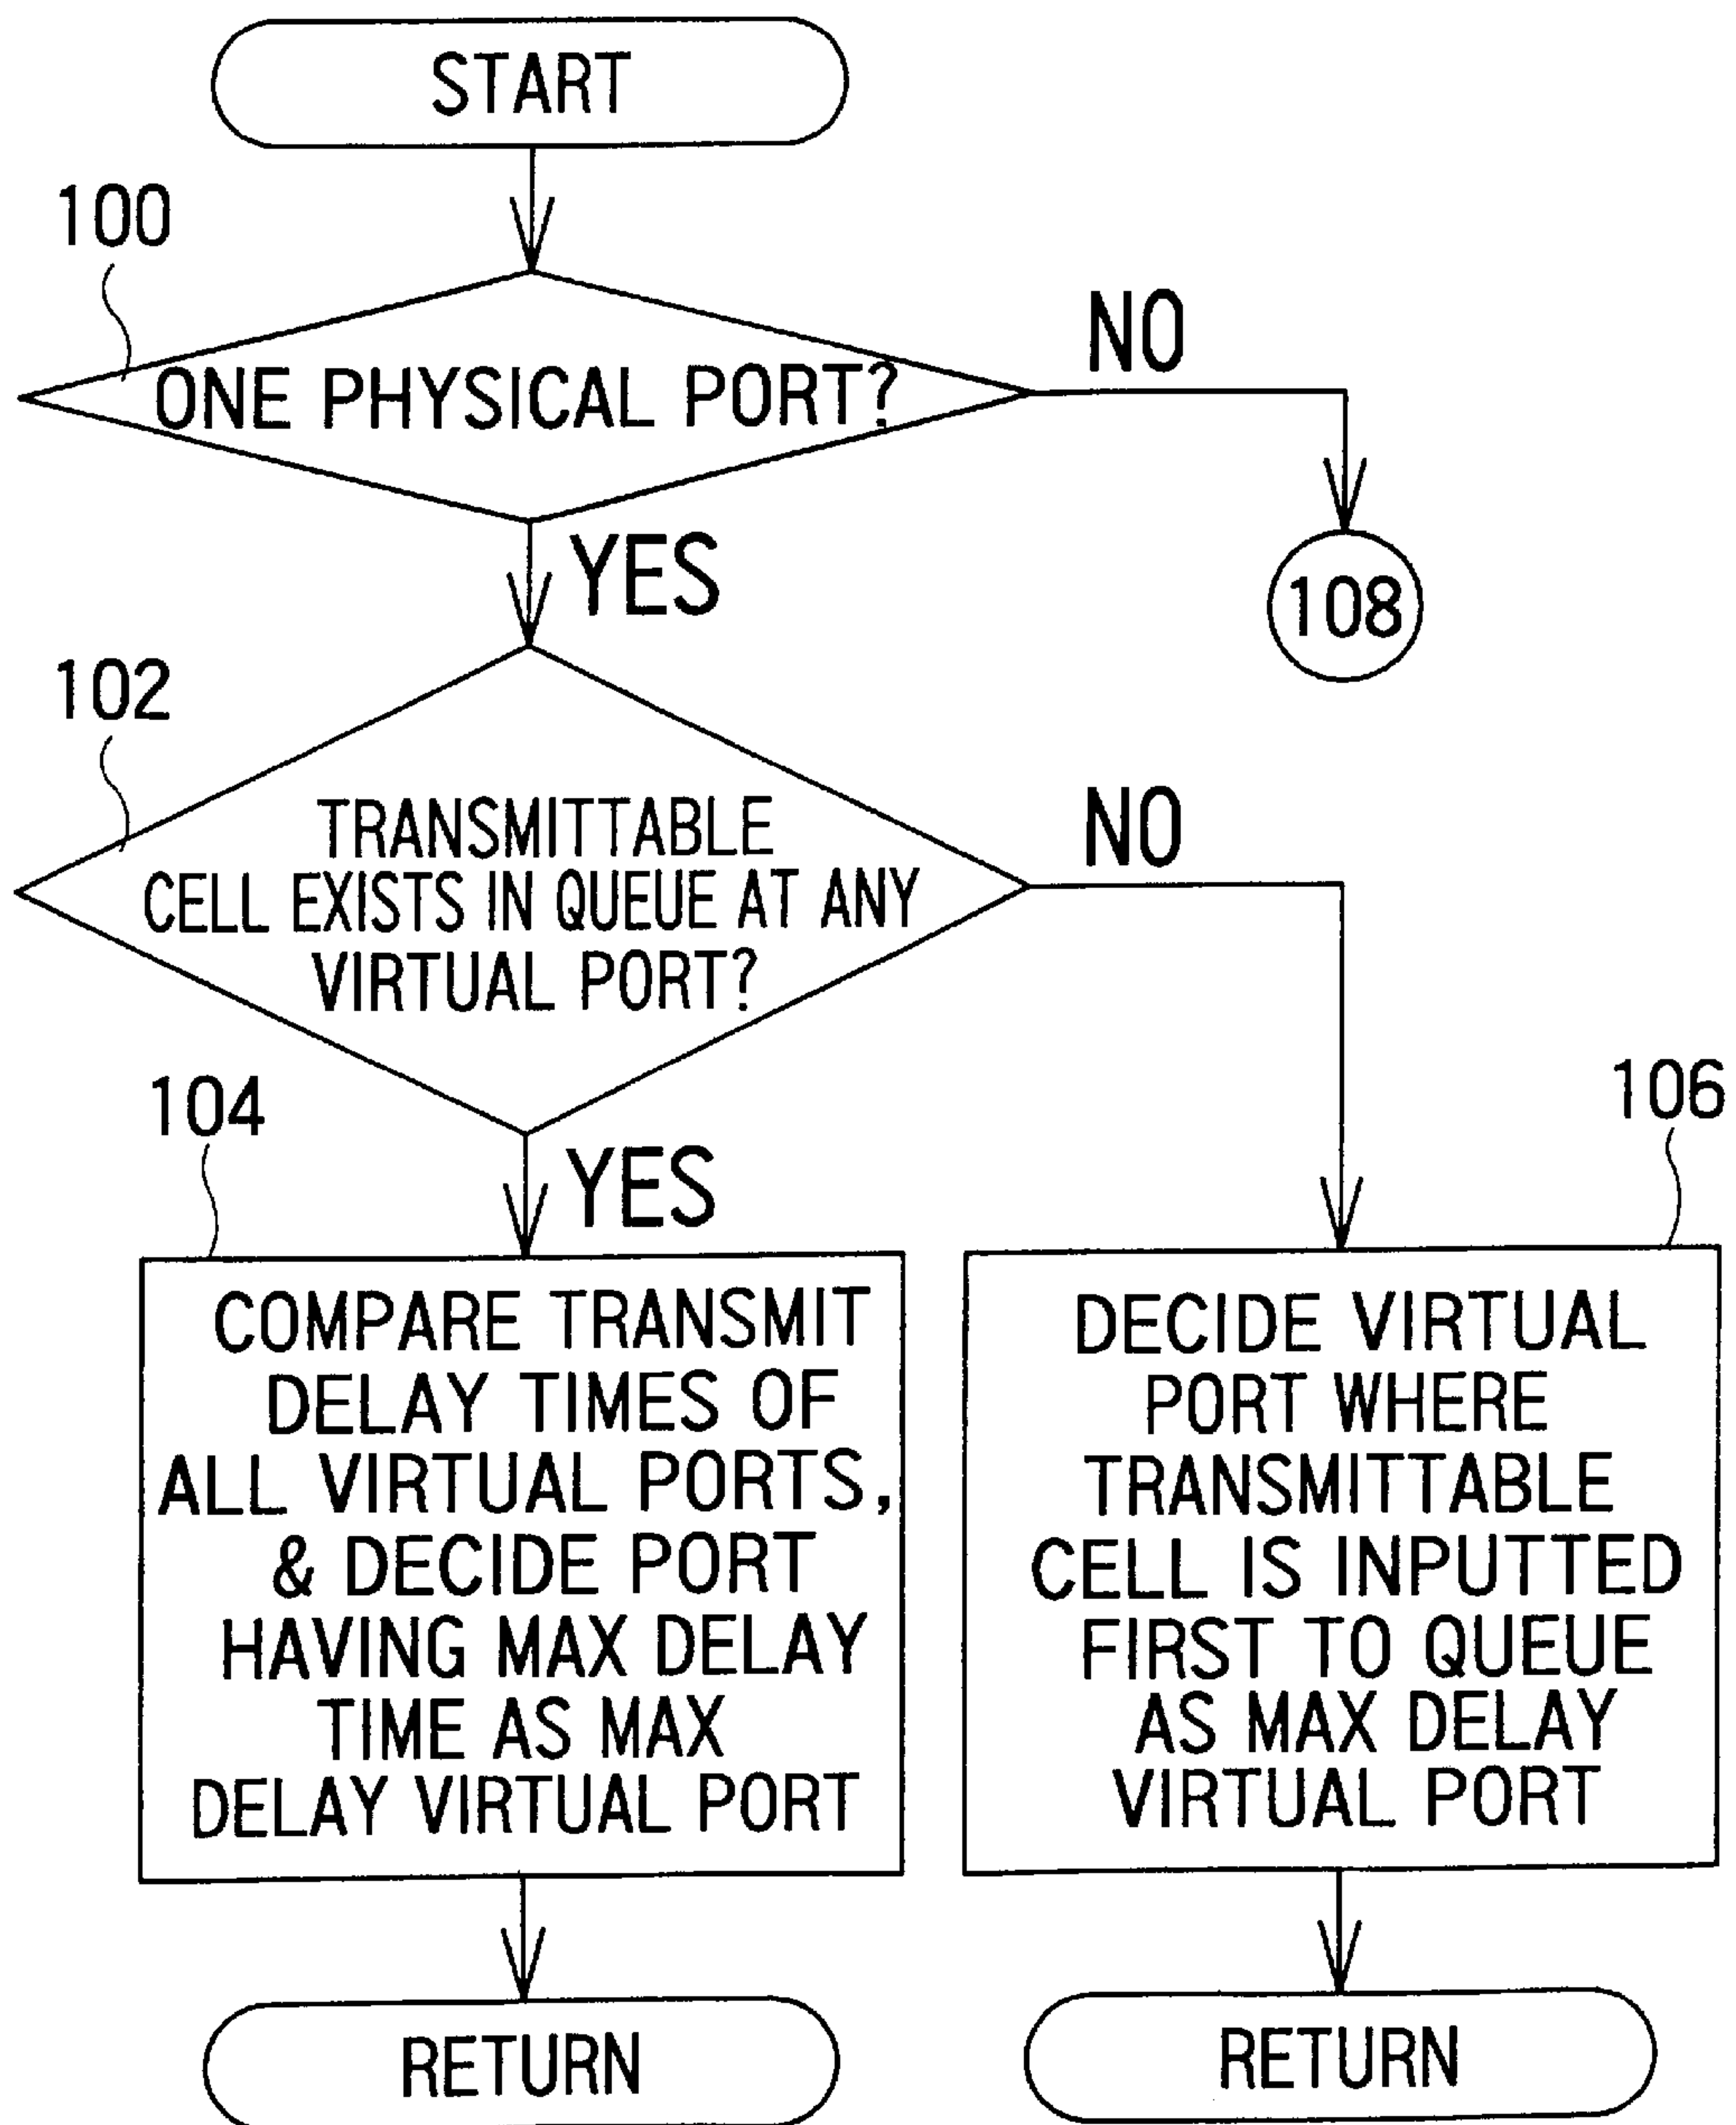 START
100
ONE PHYSICAL PORT?
NO
YES
108
102
TRANSMITTABLE
CELL EXISTS IN QUEUE AT ANY
VIRTUAL PORT?
NO
YES
104
COMPARE TRANSMIT
DELAY TIMES OF
ALL VIRTUAL PORTS,
& DECIDE PORT
HAVING MAX DELAY
TIME AS MAX
DELAY VIRTUAL PORT
106
DECIDE VIRTUAL
PORT WHERE
TRANSMITTABLE
CELL IS INPUTTED
FIRST TO QUEUE
AS MAX DELAY
VIRTUAL PORT
RETURN
RETURN